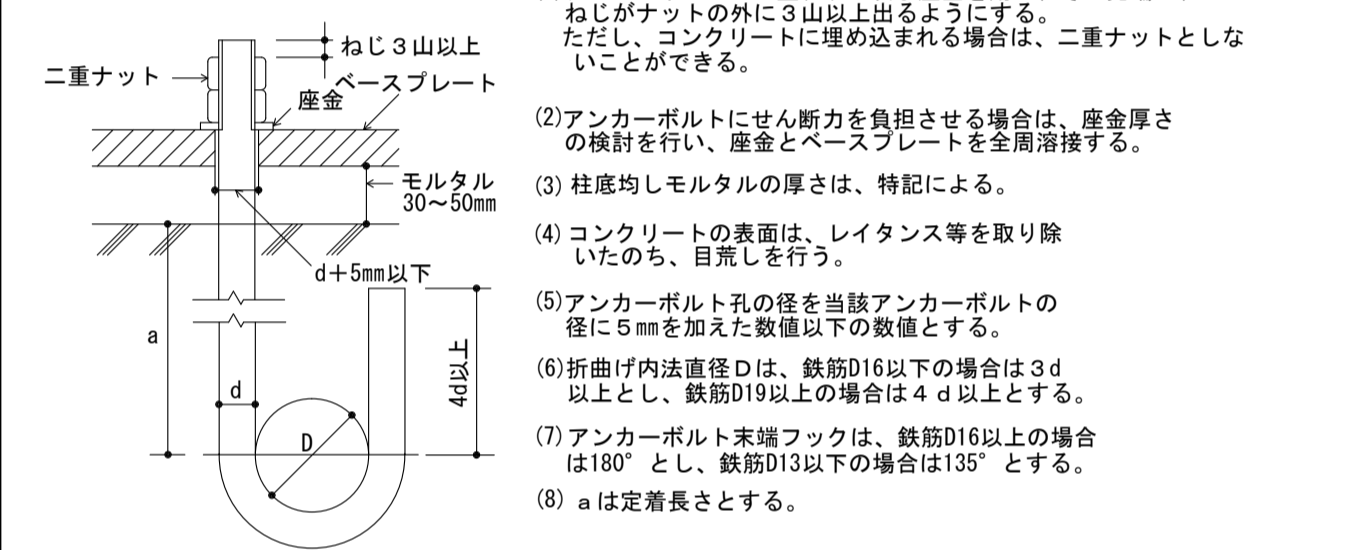 ねじがナットの外に3山以上出るようにする。
ただし、コンクリートに埋め込まれる場合は、二重ナットとしな
いことができる。
(2)アンカーボルトにせん断力を負担させる場合は、座金厚さ
の検討を行い、座金とベースプレートを全周溶接する。
(3) 柱底均しモルタルの厚さは、特記による。
(4) コンクリートの表面は、レイタンス等を取り除
いたのち、目荒しを行う。
(5)アンカーボルト孔の径を当該アンカーボルトの
径に5mmを加えた数値以下の数値とする。
(6)折曲げ内法直径Dは、鉄筋D16以下の場合は3d
以上とし、鉄筋D19以上の場合は4d以上とする。
(7)アンカーボルト末端フックは、鉄筋D16以上の場合
は180°とし、鉄筋D13以下の場合は135°とする。
(8) aは定着長さとする。
ねじ3山以上
二重ナット
ベースプレート
座金
モルタル
30～50mm
d+5mm以下
a
d
D
4d以上